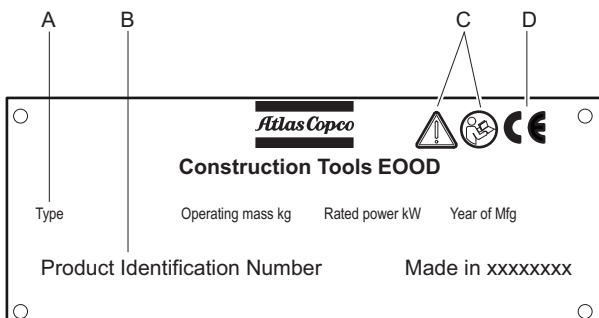 A B C D
Atlas Copco
CE
Construction Tools EOOD
Type Operating mass kg Rated power kW Year of Mfg
Product Identification Number Made in xxxxxxxx